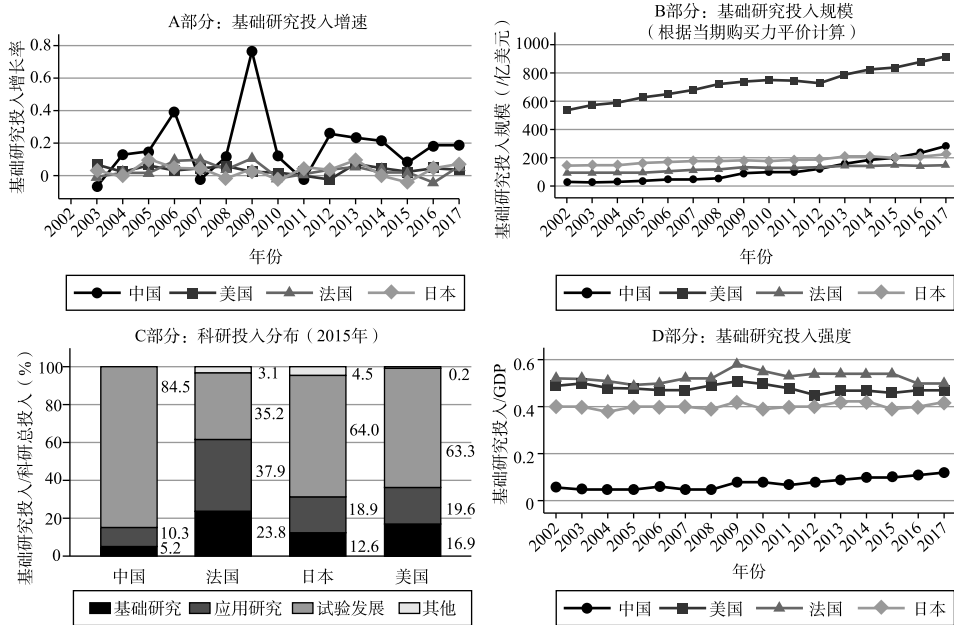 A部分：基础研究投入增速
基础研究投入增长率
0.8
0.6
0.4
0.2
0
2002 2003 2004 2005 2006 2007 2008 2009 2010 2011 2012 2013 2014 2015 2016 2017
年份
中国 美国 法国 日本
B部分：基础研究投入规模
（根据当期购买力平价计算）
基础研究投入规模（/亿美元）
1000
800
600
400
200
0
2002 2003 2004 2005 2006 2007 2008 2009 2010 2011 2012 2013 2014 2015 2016 2017
年份
中国 美国 法国 日本
C部分：科研投入分布（2015年）
基础研究投入/科研总投入（%）
100
80
60
40
20
0
84.5
10.3
5.2
3.1
35.2
37.9
23.8
4.5
64.0
18.9
12.6
0.2
63.3
19.6
16.9
中国 法国 日本 美国
基础研究 应用研究 试验发展 其他
D部分：基础研究投入强度
基础研究投入/GDP
0.6
0.4
0.2
0
2002 2003 2004 2005 2006 2007 2008 2009 2010 2011 2012 2013 2014 2015 2016 2017
年份
中国 美国 法国 日本